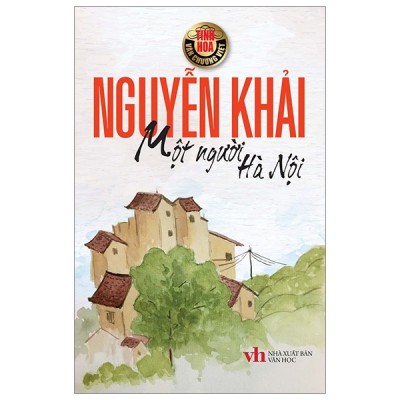 TINH HOA
VĂN CHƯƠNG VIỆT
NGUYỄN KHẢI
Một người
Hà Nội
vh NHÀ XUẤT BẢN
VĂN HỌC